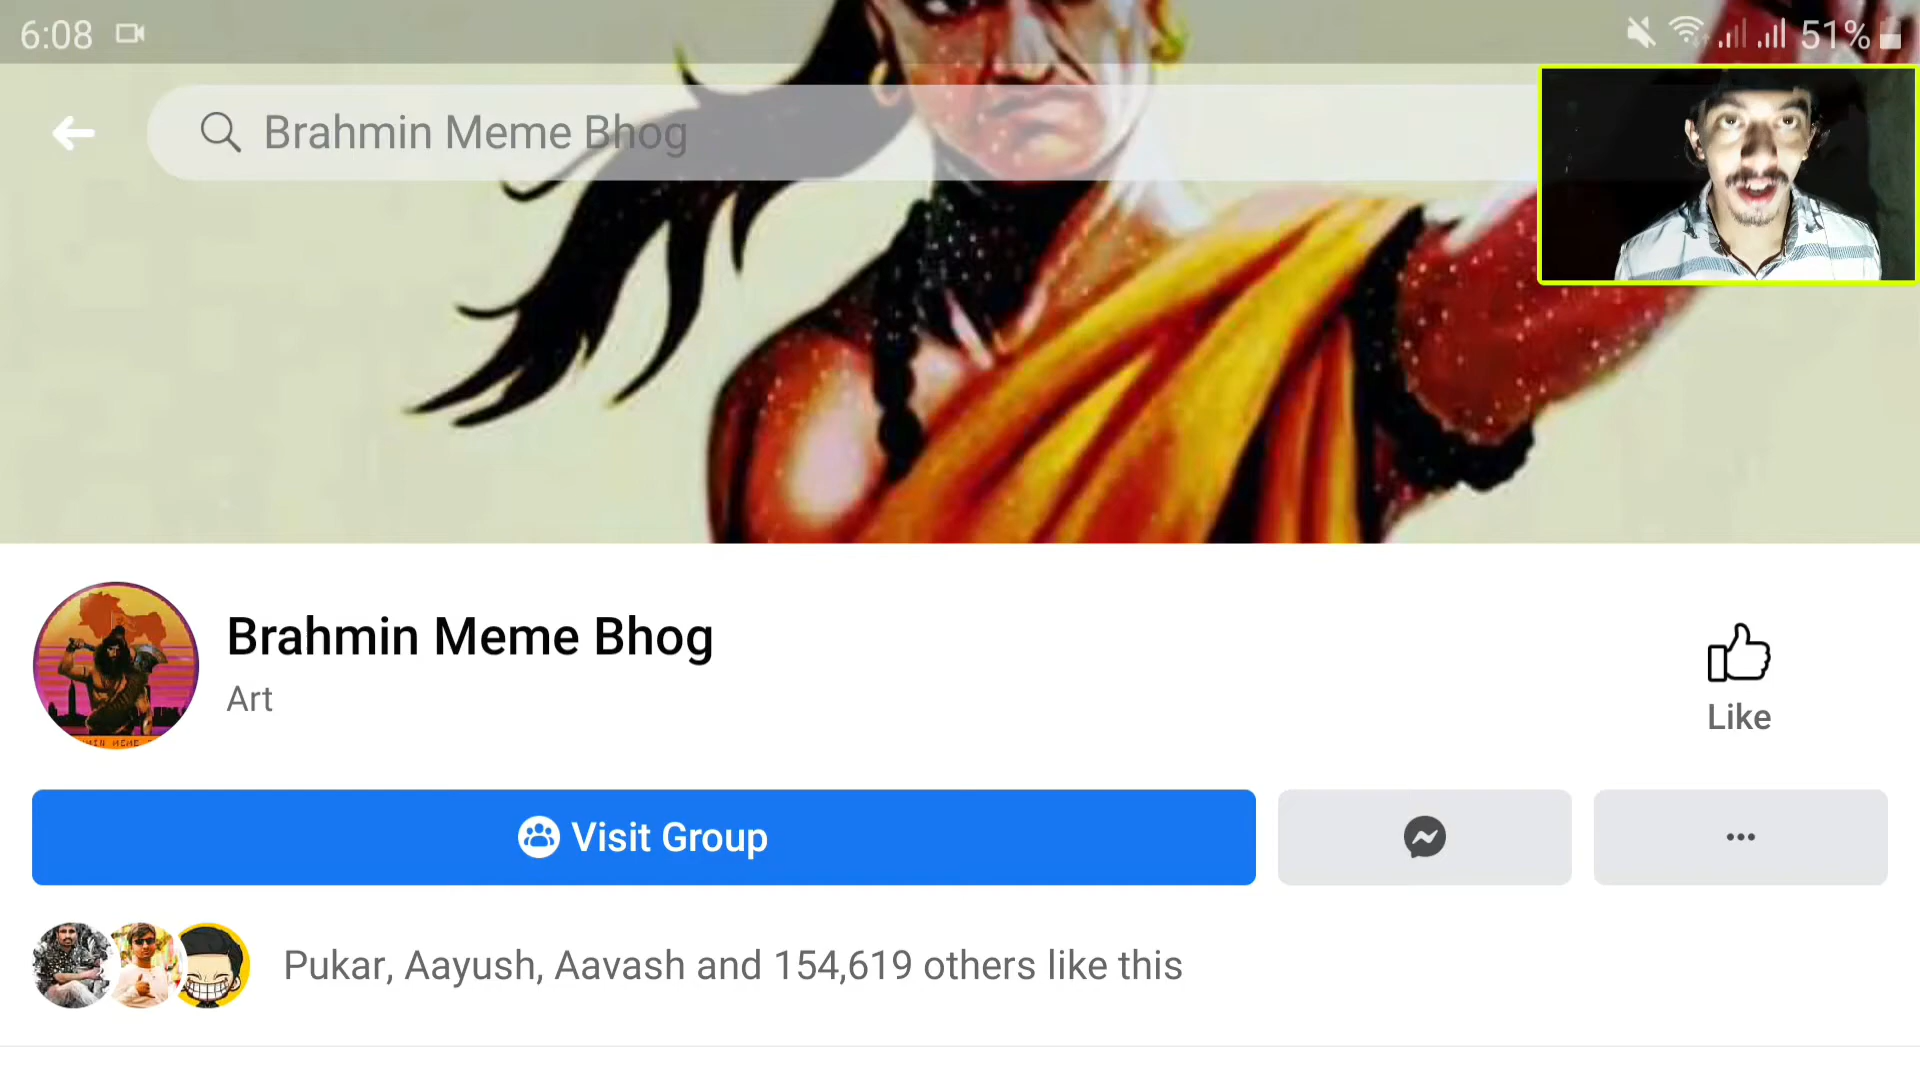 6:08
51%
Brahmin Meme Bhog
Brahmin Meme Bhog
Art
Like
Visit Group
Pukar, Aayush, Aavash and 154,619 others like this